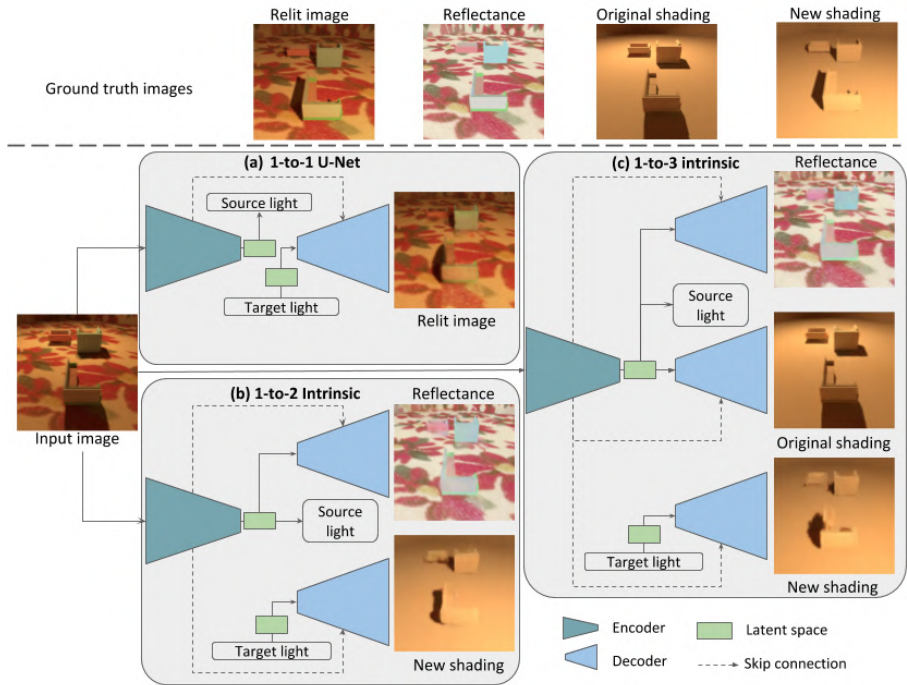 Relit image
Reflectance
Original shading
New shading
Ground truth images
(a) 1-to-1 U-Net
Source light
Target light
Relit image
Input image
(b) 1-to-2 Intrinsic
Reflectance
Source
light
Target light
New shading
(c) 1-to-3 intrinsic
Reflectance
Source
light
Original shading
Target light
New shading
Encoder
Latent space
Decoder
Skip connection